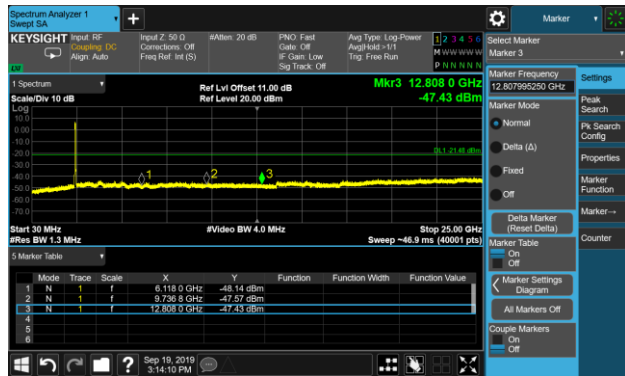 Spectrum Analyzer 1
Swept SA
Marker
KEYSIGHT
Input: RF
Coupling: DC
Align: Auto
Input Z: 50 Ω
Corrections: Off
Freq Ref: Int (S)
#Atten: 20 dB
PNO: Fast
Gate: Off
IF Gain: Low
Sig Track: Off
Avg Type: Log-Power
Avg|Hold:>1/1
Trig: Free Run
1 2 3 4 5 6
M W W W W W
P N N N N N
Select Marker
Marker 3
1 Spectrum
Scale/Div 10 dB
Log
Ref Lvl Offset 11.00 dB
Ref Level 20.00 dBm
Mkr3 12.808 0 GHz
-47.43 dBm
10.0
0.00
-10.0
-20.0
-30.0
-40.0
-50.0
-60.0
-70.0
DL1 -21.48 dBm
1
2
3
Start 30 MHz
#Res BW 1.3 MHz
#Video BW 4.0 MHz
Stop 25.00 GHz
Sweep ~46.9 ms (40001 pts)
5 Marker Table
Mode Trace Scale X Y Function Function Width Function Value
1 N 1 f 6.118 0 GHz -48.14 dBm
2 N 1 f 9.736 8 GHz -47.57 dBm
3 N 1 f 12.808 0 GHz -47.43 dBm
4
5
6
Marker Frequency
12.807995250 GHz
Marker Mode
Normal
Delta (Δ)
Fixed
Off
Delta Marker
(Reset Delta)
Marker Table
On
Off
Marker Settings
Diagram
All Markers Off
Couple Markers
On
Off
Settings
Peak
Search
Pk Search
Config
Properties
Marker
Function
Marker→
Counter
?
Sep 19, 2019
3:14:10 PM